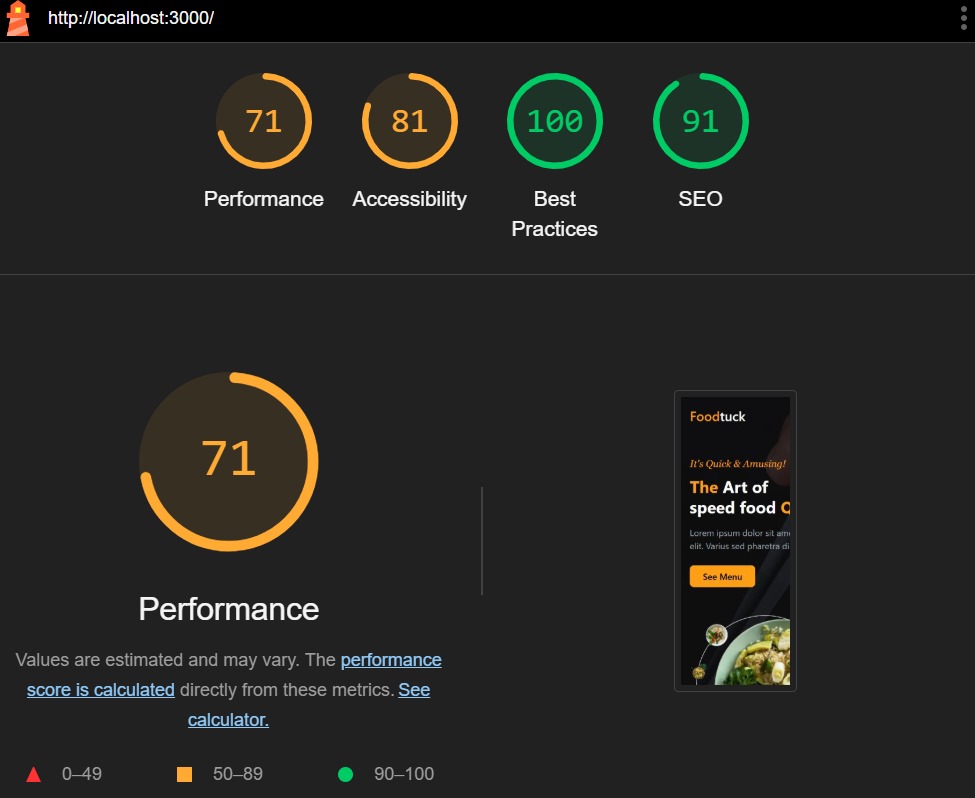 http://localhost:3000/
71
81
100
91
Performance
Accessibility
Best
Practices
SEO
71
Performance
Values are estimated and may vary. The performance
score is calculated directly from these metrics. See
calculator.
0–49
50–89
90–100
Foodtuck
It's Quick & Amusing!
The Art of
speed food Q
Lorem ipsum dolor sit ame
elit. Varius sed pharetra di
See Menu